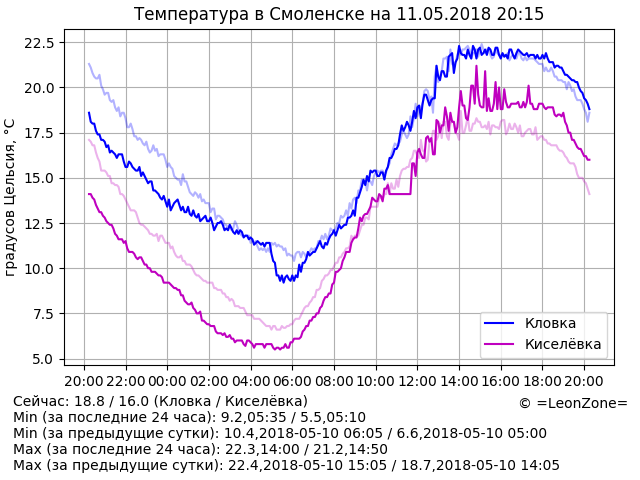 Температура в Смоленске на 11.05.2018 20:15
градусов Цельсия, °C
22.5
20.0
17.5
15.0
12.5
10.0
7.5
5.0
Кловка
Киселёвка
20:00 22:00 00:00 02:00 04:00 06:00 08:00 10:00 12:00 14:00 16:00 18:00 20:00
Сейчас: 18.8 / 16.0 (Кловка / Киселёвка)
© =LeonZone=
Min (за последние 24 часа): 9.2,05:35 / 5.5,05:10
Min (за предыдущие сутки): 10.4,2018-05-10 06:05 / 6.6,2018-05-10 05:00
Max (за последние 24 часа): 22.3,14:00 / 21.2,14:50
Max (за предыдущие сутки): 22.4,2018-05-10 15:05 / 18.7,2018-05-10 14:05